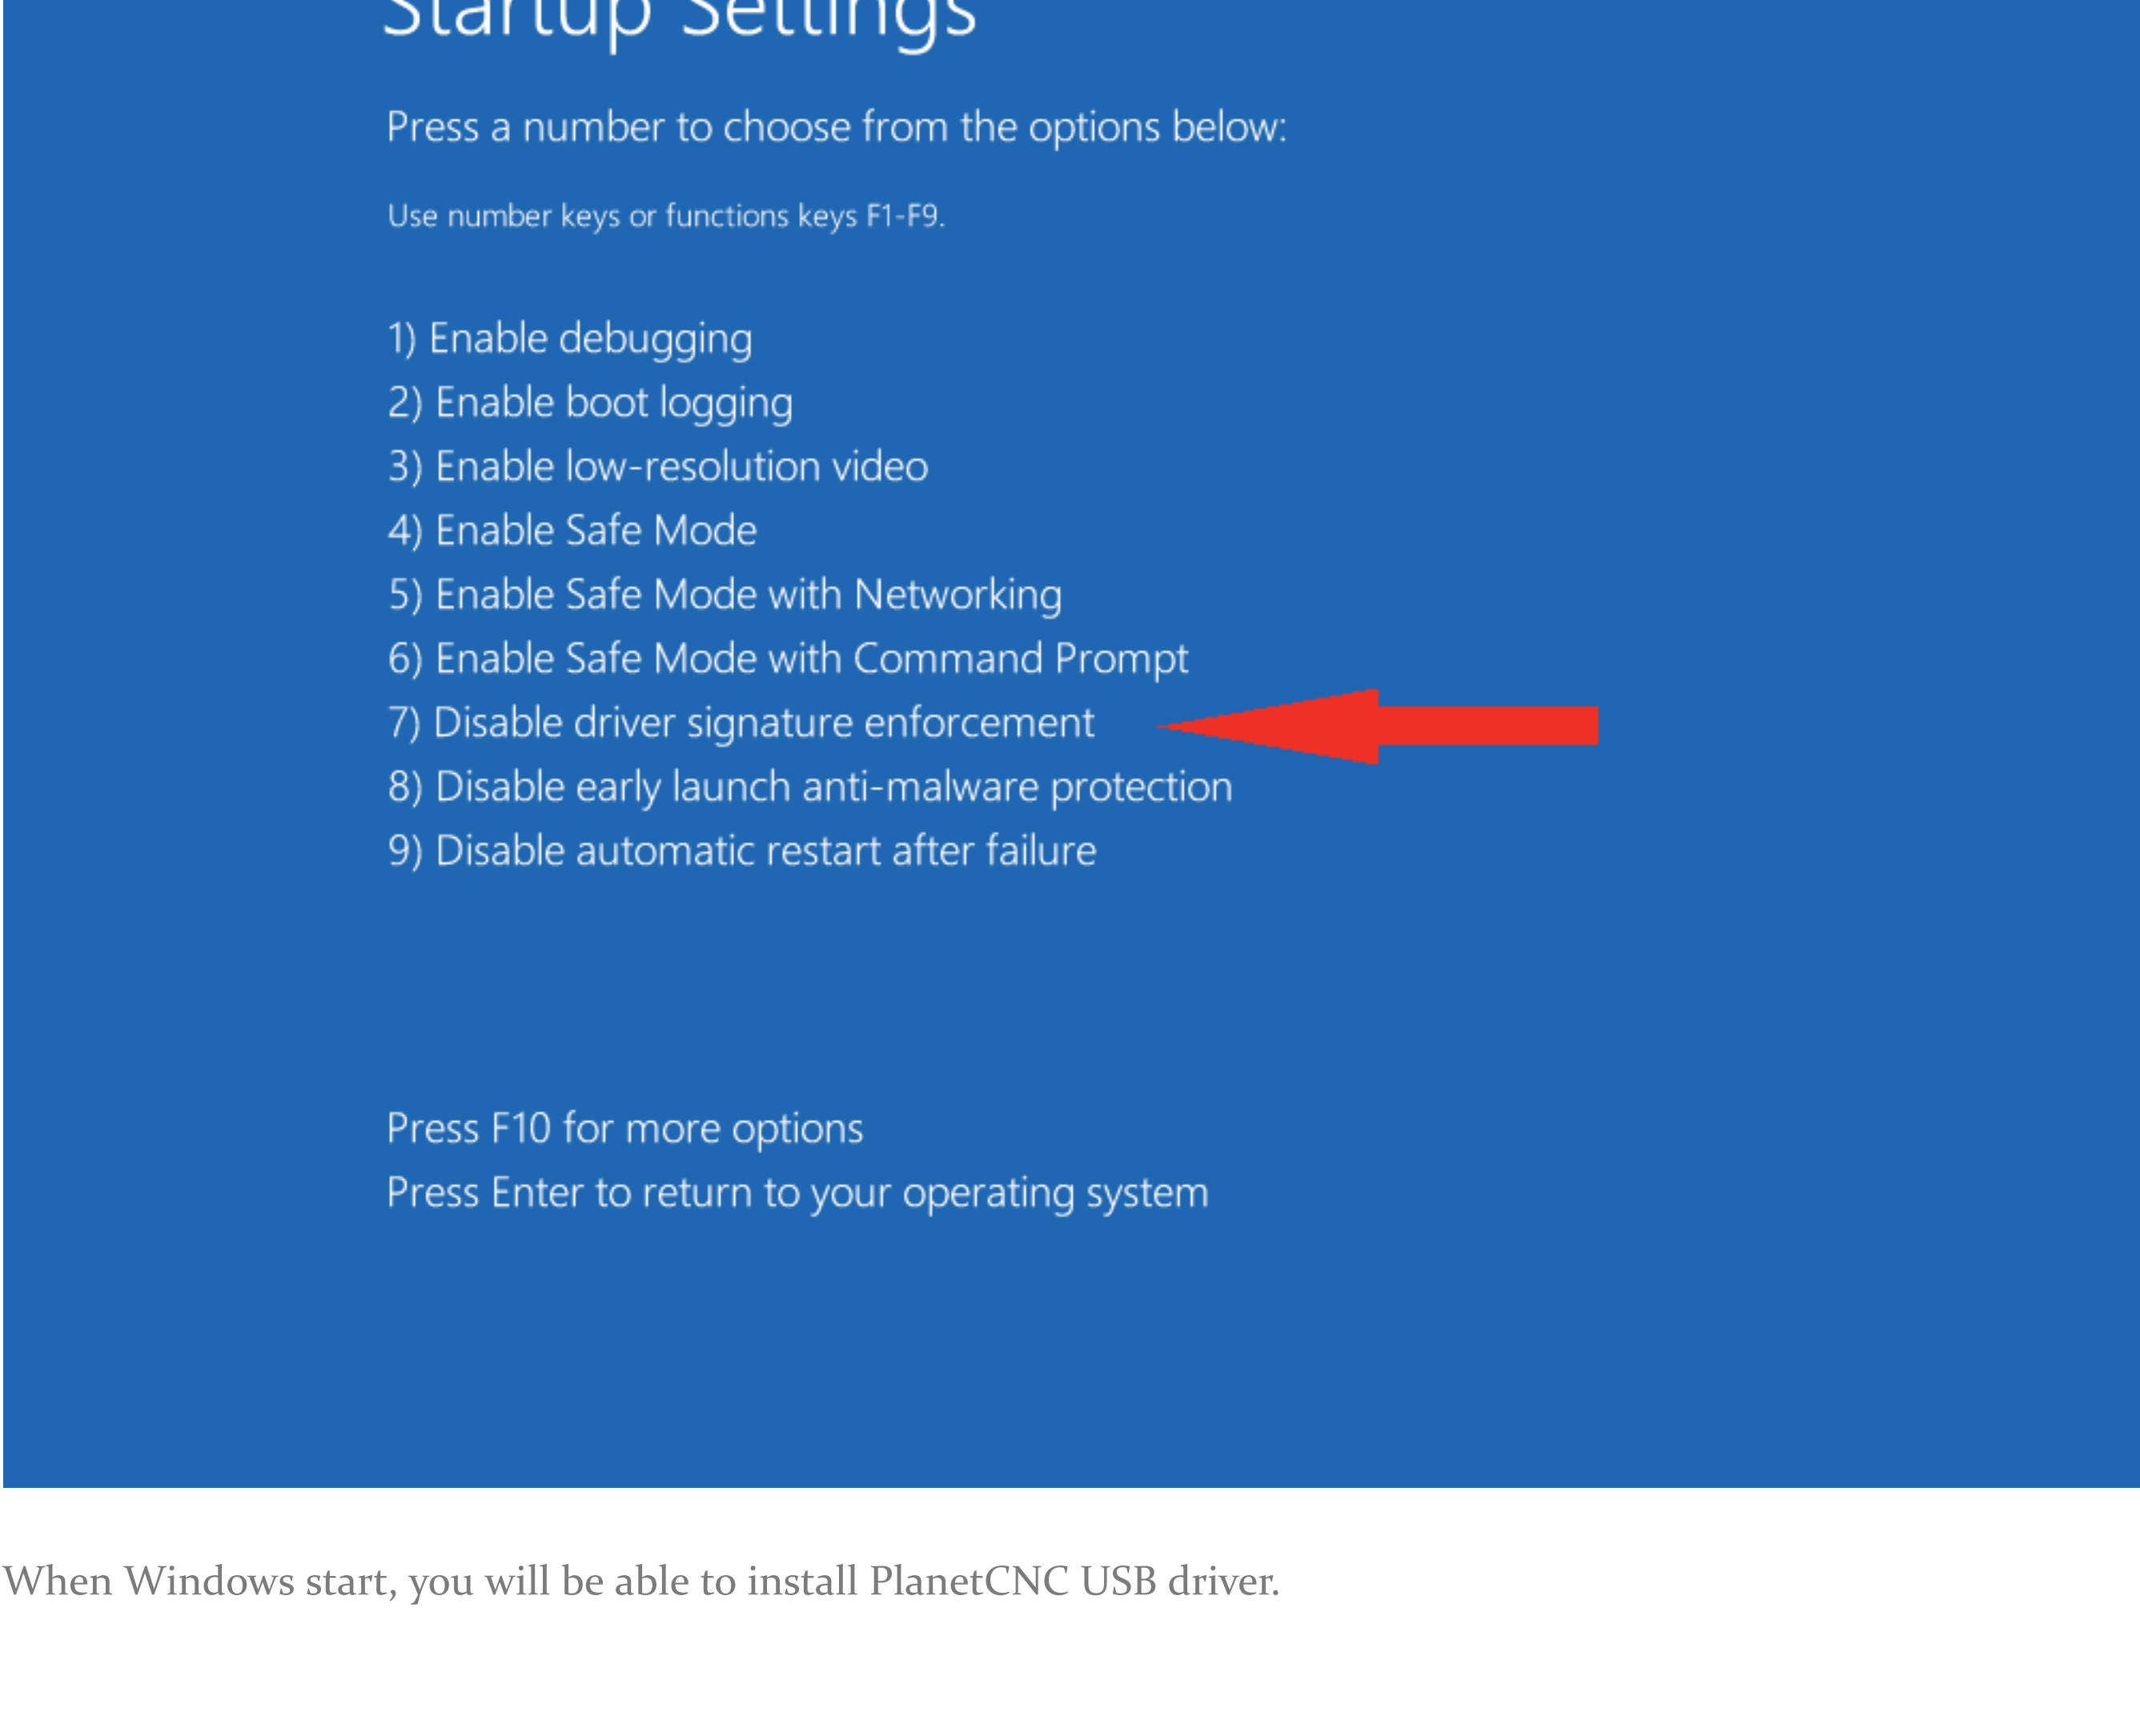 Startup Settings
Press a number to choose from the options below:
Use number keys or functions keys F1-F9.
1) Enable debugging
2) Enable boot logging
3) Enable low-resolution video
4) Enable Safe Mode
5) Enable Safe Mode with Networking
6) Enable Safe Mode with Command Prompt
7) Disable driver signature enforcement
8) Disable early launch anti-malware protection
9) Disable automatic restart after failure
Press F10 for more options
Press Enter to return to your operating system
When Windows start, you will be able to install PlanetCNC USB driver.